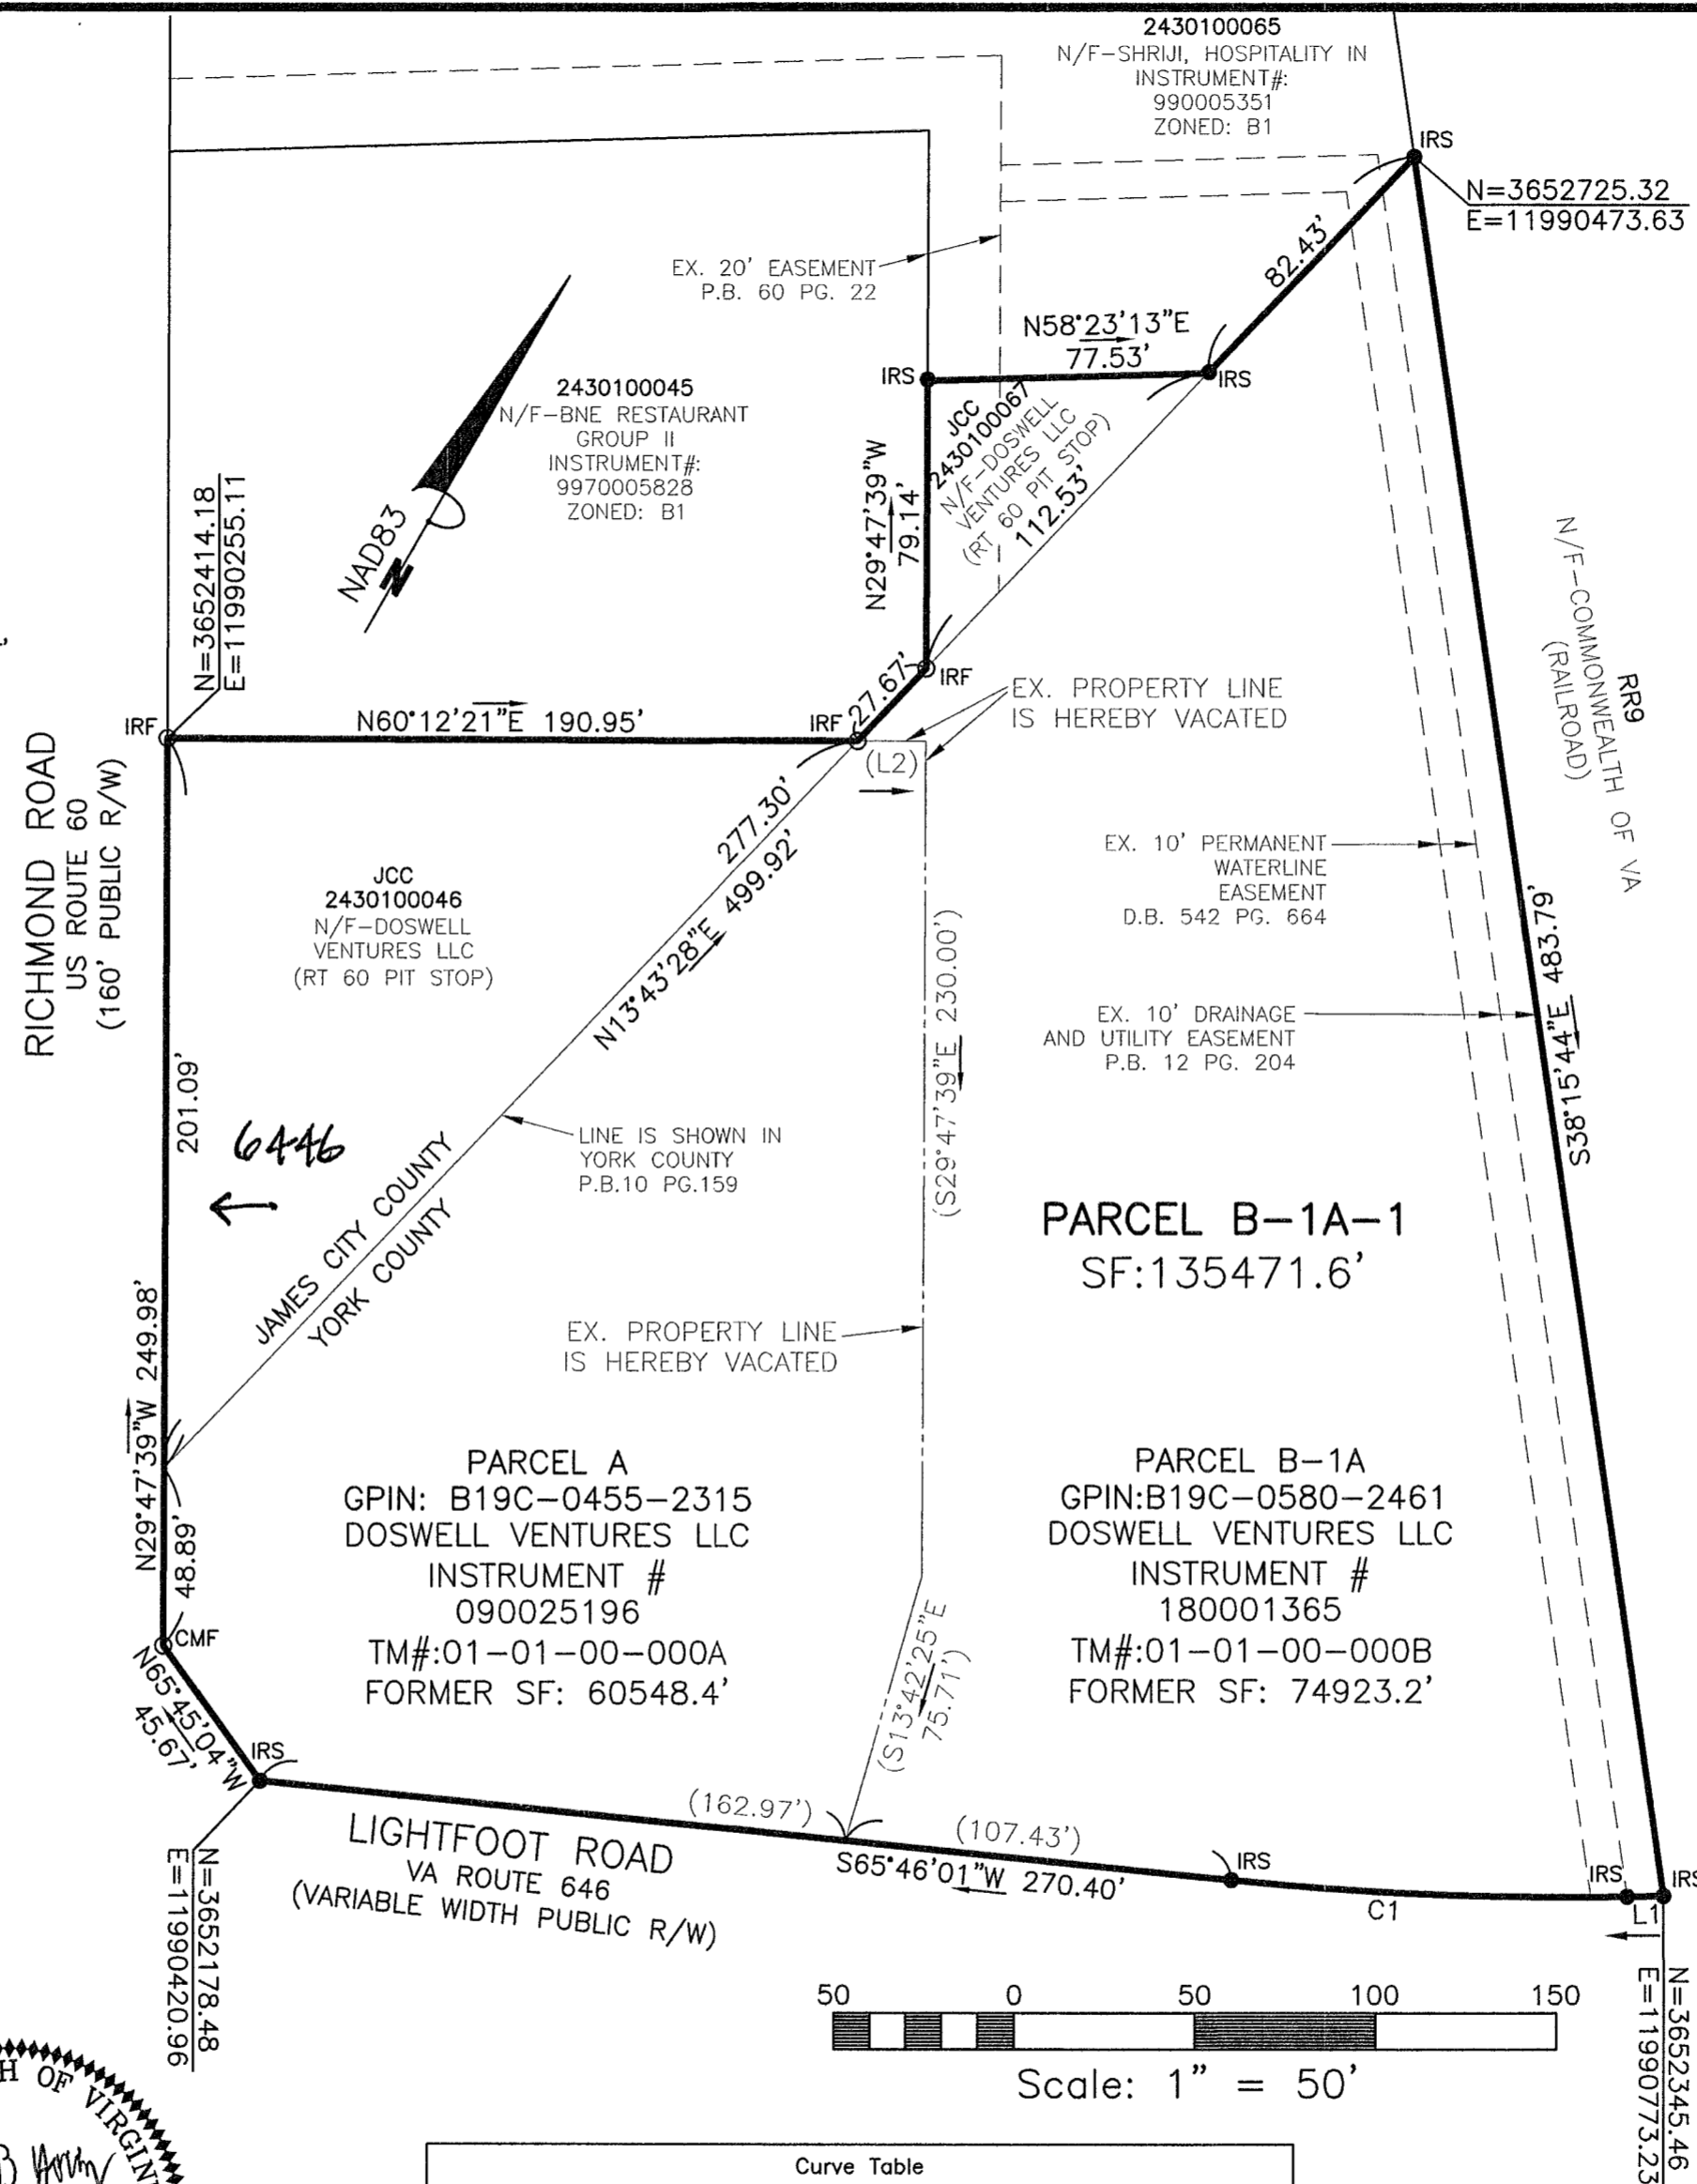 2430100065
N/F-SHRIJI, HOSPITALITY IN
INSTRUMENT#:
990005351
ZONED: B1
IRS
N=3652725.32
E=11990473.63
82.43'
EX. 20' EASEMENT
P.B. 60 PG. 22
N58°23'13"E
77.53'
IRS
IRS
2430100045
N/F-BNE RESTAURANT
GROUP II
INSTRUMENT#:
9970005828
ZONED: B1
JCC
2430100067
N/F-DOSWELL
VENTURES LLC
(RT 60 PIT STOP)
112.53'
N29°47'39"W
79.14'
NAD83
N
N=3652414.18
E=11990255.11
N/F-COMMONWEALTH OF VA
(RAILROAD)
RR9
IRF
N60°12'21"E 190.95'
IRF
27.67'
IRF
EX. PROPERTY LINE
IS HEREBY VACATED
(L2)
RICHMOND ROAD
US ROUTE 60
(160' PUBLIC R/W)
277.30'
N13°43'28"E 499.92'
JCC
2430100046
N/F-DOSWELL
VENTURES LLC
(RT 60 PIT STOP)
EX. 10' PERMANENT
WATERLINE
EASEMENT
D.B. 542 PG. 664
(S29°47'39"E 230.00')
S38°15'44"E 483.79'
EX. 10' DRAINAGE
AND UTILITY EASEMENT
P.B. 12 PG. 204
201.09'
6446
LINE IS SHOWN IN
YORK COUNTY
P.B.10 PG.159
JAMES CITY COUNTY
YORK COUNTY
PARCEL B-1A-1
SF:135471.6'
N29°47'39"W 249.98'
EX. PROPERTY LINE
IS HEREBY VACATED
PARCEL A
GPIN: B19C-0455-2315
DOSWELL VENTURES LLC
INSTRUMENT #
090025196
TM#:01-01-00-000A
FORMER SF: 60548.4'
PARCEL B-1A
GPIN:B19C-0580-2461
DOSWELL VENTURES LLC
INSTRUMENT #
180001365
TM#:01-01-00-000B
FORMER SF: 74923.2'
48.89'
CMF
N65°45'04"W
45.67'
IRS
(S13°42'25"E
75.71')
(162.97')
(107.43')
LIGHTFOOT ROAD
VA ROUTE 646
(VARIABLE WIDTH PUBLIC R/W)
S65°46'01"W 270.40'
IRS
C1
IRS
IRS
L1
N=3652178.48
E=11990420.96
N=3652345.46
E=11990773.23
50 0 50 100 150
Scale: 1" = 50'
H OF VIRGIN
Curve Table